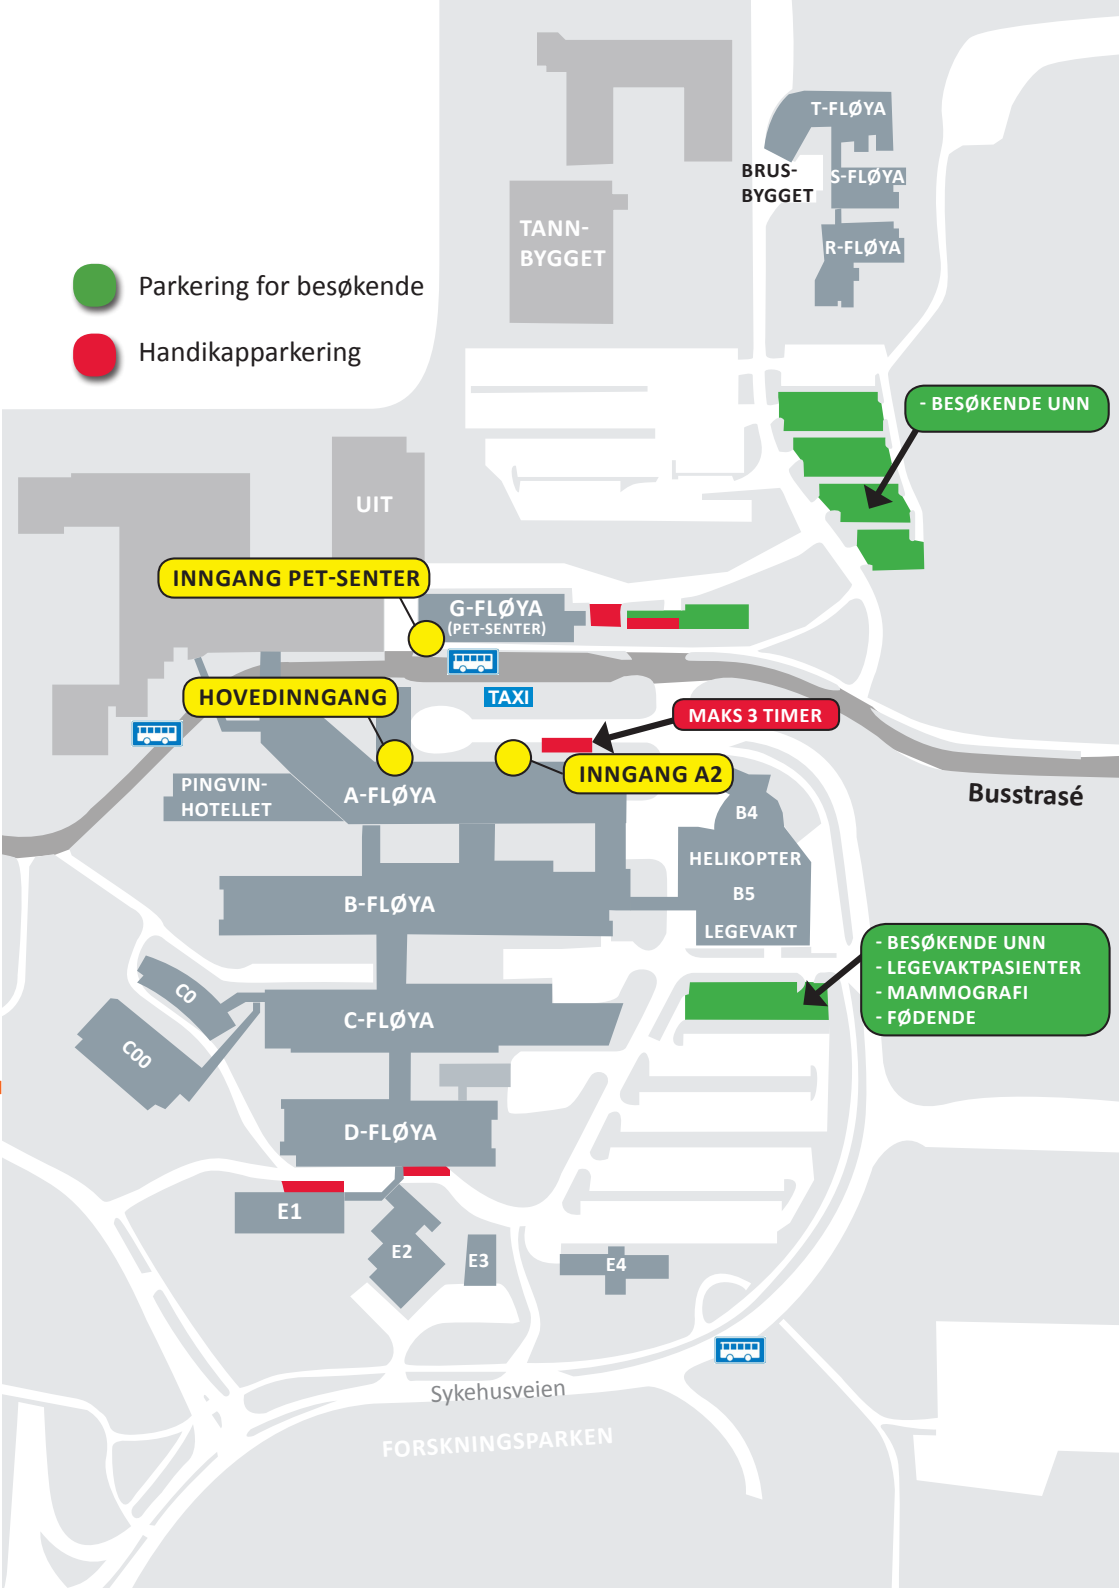 T-FLØYA
BRUS-
BYGGET
S-FLØYA
R-FLØYA
TANN-
BYGGET
Parkering for besøkende
Handikapparkering
- BESØKENDE UNN
UIT
INNGANG PET-SENTER
G-FLØYA
(PET-SENTER)
HOVEDINNGANG
TAXI
MAKS 3 TIMER
INNGANG A2
PINGVIN-
HOTELLET
A-FLØYA
Busstrasé
B4
HELIKOPTER
B5
LEGEVAKT
B-FLØYA
- BESØKENDE UNN
- LEGEVAKTPASIENTER
- MAMMOGRAFI
- FØDENDE
C0
C-FLØYA
C00
D-FLØYA
E1
E2
E3
E4
Sykehusveien
FORSKNINGSPARKEN